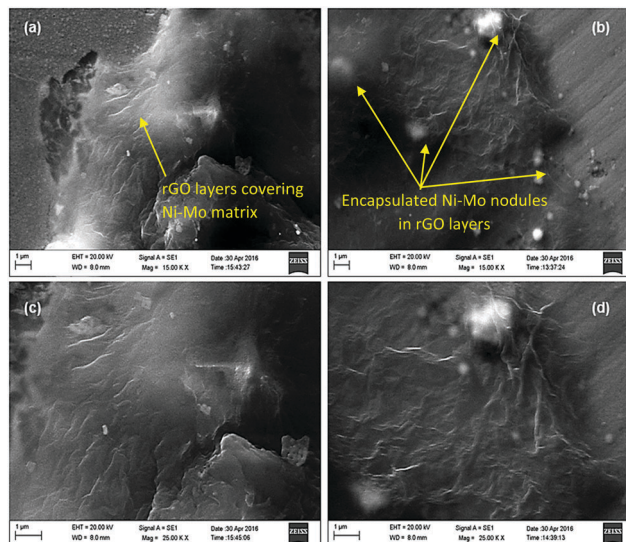 (a)
rGO layers covering
Ni-Mo matrix
1 µm
EHT = 20.00 kV
WD = 8.0 mm
Signal A = SE1
Mag = 15.00 K X
Date :30 Apr 2016
Time :15:43:27
ZEISS
(b)
Encapsulated Ni-Mo nodules
in rGO layers
1 µm
EHT = 20.00 kV
WD = 8.0 mm
Signal A = SE1
Mag = 15.00 K X
Date :30 Apr 2016
Time :13:37:24
ZEISS
(c)
1 µm
EHT = 20.00 kV
WD = 8.0 mm
Signal A = SE1
Mag = 25.00 K X
Date :30 Apr 2016
Time :15:45:06
ZEISS
(d)
1 µm
EHT = 20.00 kV
WD = 8.0 mm
Signal A = SE1
Mag = 25.00 K X
Date :30 Apr 2016
Time :14:39:13
ZEISS